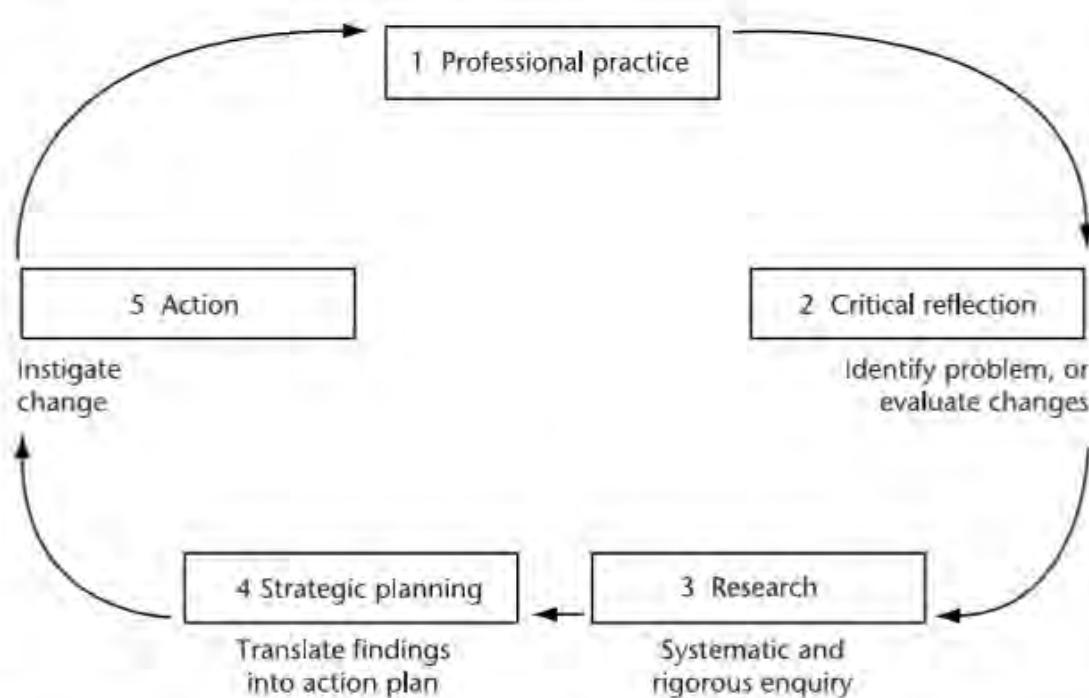 1 Professional practice
2 Critical reflection
Identify problem, or
evaluate changes
3 Research
Systematic and
rigorous enquiry
4 Strategic planning
Translate findings
into action plan
5 Action
Instigate
change